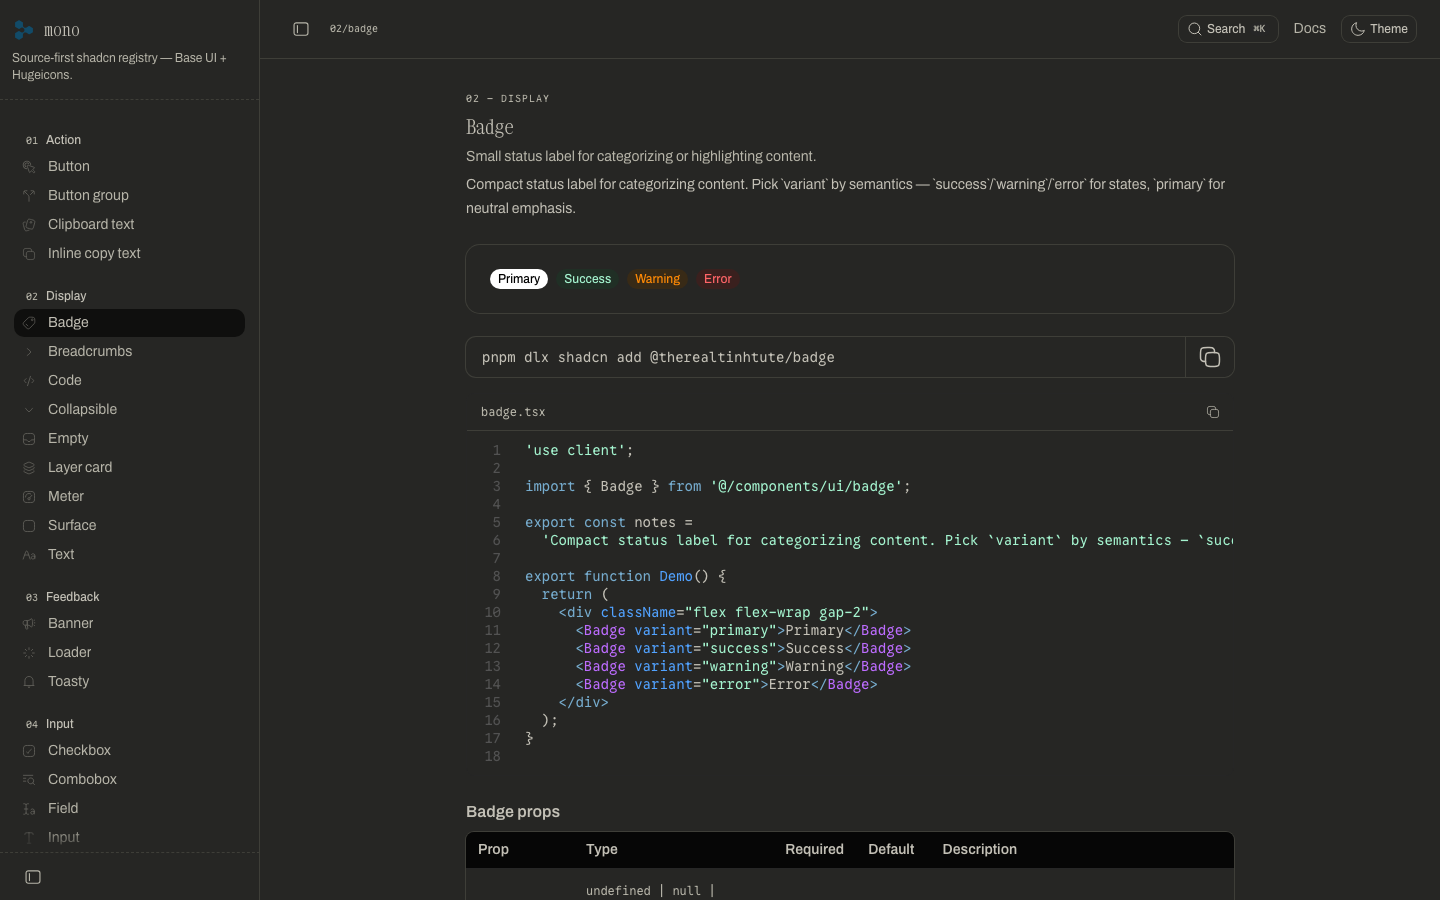 mono
Source-first shadcn registry — Base UI +
Hugeicons.
01 Action
Button
Button group
Clipboard text
Inline copy text
02 Display
Badge
Breadcrumbs
Code
Collapsible
Empty
Layer card
Meter
Surface
Text
03 Feedback
Banner
Loader
Toasty
04 Input
Checkbox
Combobox
Field
Input
02/badge
Search ⌘K
Docs
Theme
02 — DISPLAY
Badge
Small status label for categorizing or highlighting content.
Compact status label for categorizing content. Pick `variant` by semantics — `success`/`warning`/`error` for states, `primary` for
neutral emphasis.
Primary Success Warning Error
pnpm dlx shadcn add @therealtinhtute/badge
badge.tsx
1 'use client';
2
3 import { Badge } from '@/components/ui/badge';
4
5 export const notes =
6 'Compact status label for categorizing content. Pick `variant` by semantics — `succ
7
8 export function Demo() {
9 return (
10 <div className="flex flex-wrap gap-2">
11 <Badge variant="primary">Primary</Badge>
12 <Badge variant="success">Success</Badge>
13 <Badge variant="warning">Warning</Badge>
14 <Badge variant="error">Error</Badge>
15 </div>
16 );
17 }
18
Badge props
Prop Type Required Default Description
undefined | null |